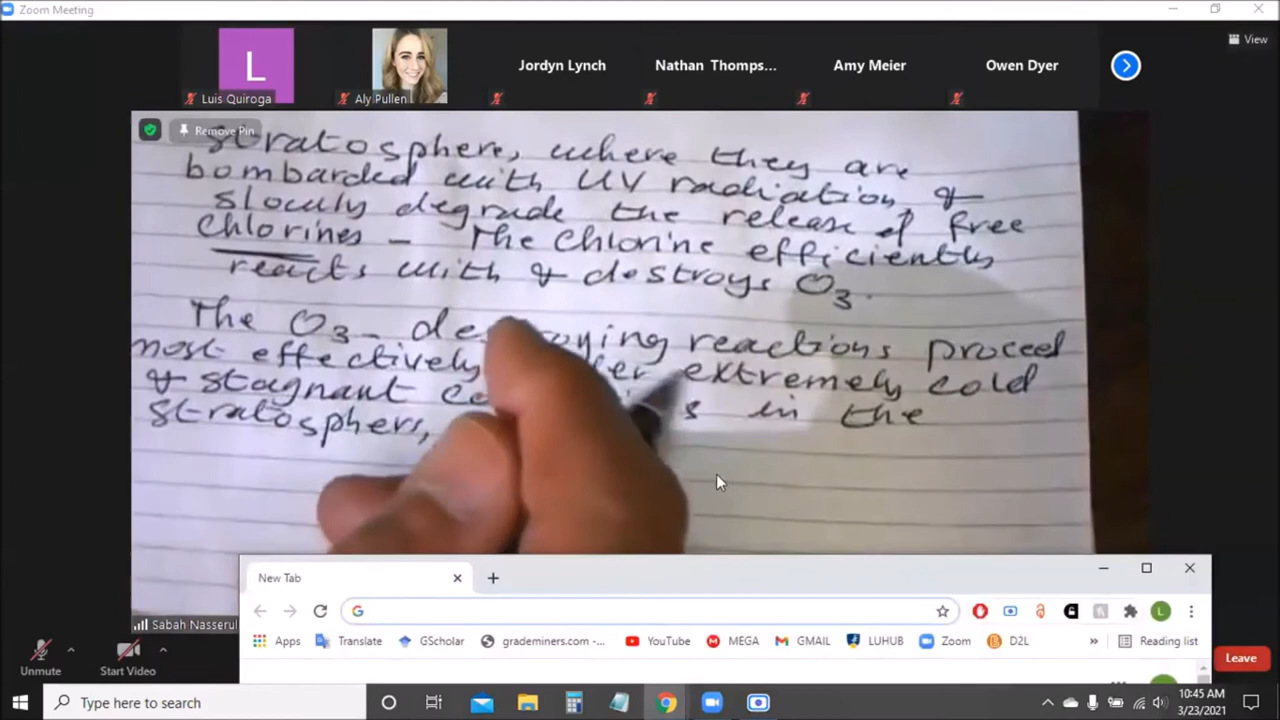 Zoom Meeting
View
L
Luis Quiroga
Aly Pullen
Jordyn Lynch
Nathan Thomps...
Amy Meier
Owen Dyer
Remove Pin
stratosphere, where they are
bombarded with UV radiation &
slowly degrade the release of free
Chlorines – The Chlorine efficiently
reacts with & destroys O3.
The O3 – destroying reactions proceed
most effectively extremely cold
& stagnant in the
stratosphers,
Sabah Nasserul
New Tab
Apps Translate GScholar grademiners.com -... YouTube MEGA GMAIL LUHUB Zoom D2L » Reading list
Unmute
Start Video
Leave
Type here to search
10:45 AM
3/23/2021